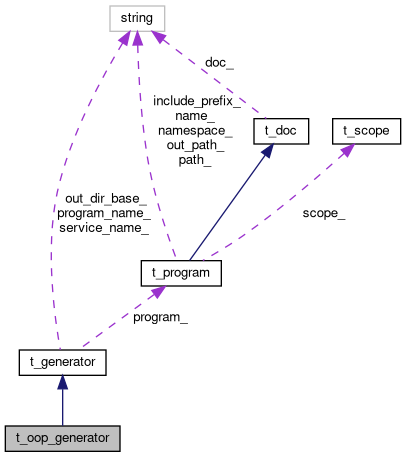 string
doc_
include_prefix_
name_
namespace_
out_path_
path_
t_doc
t_scope
out_dir_base_
program_name_
service_name_
scope_
t_program
program_
t_generator
t_oop_generator